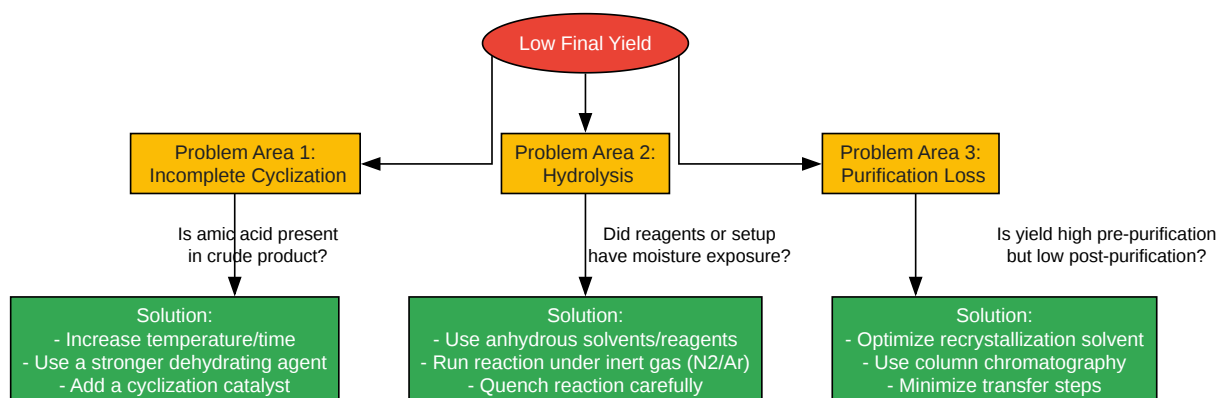 Low Final Yield
Problem Area 1:
Incomplete Cyclization
Problem Area 2:
Hydrolysis
Problem Area 3:
Purification Loss
Is amic acid present
in crude product?
Did reagents or setup
have moisture exposure?
Is yield high pre-purification
but low post-purification?
Solution:
- Increase temperature/time
- Use a stronger dehydrating agent
- Add a cyclization catalyst
Solution:
- Use anhydrous solvents/reagents
- Run reaction under inert gas (N2/Ar)
- Quench reaction carefully
Solution:
- Optimize recrystallization solvent
- Use column chromatography
- Minimize transfer steps